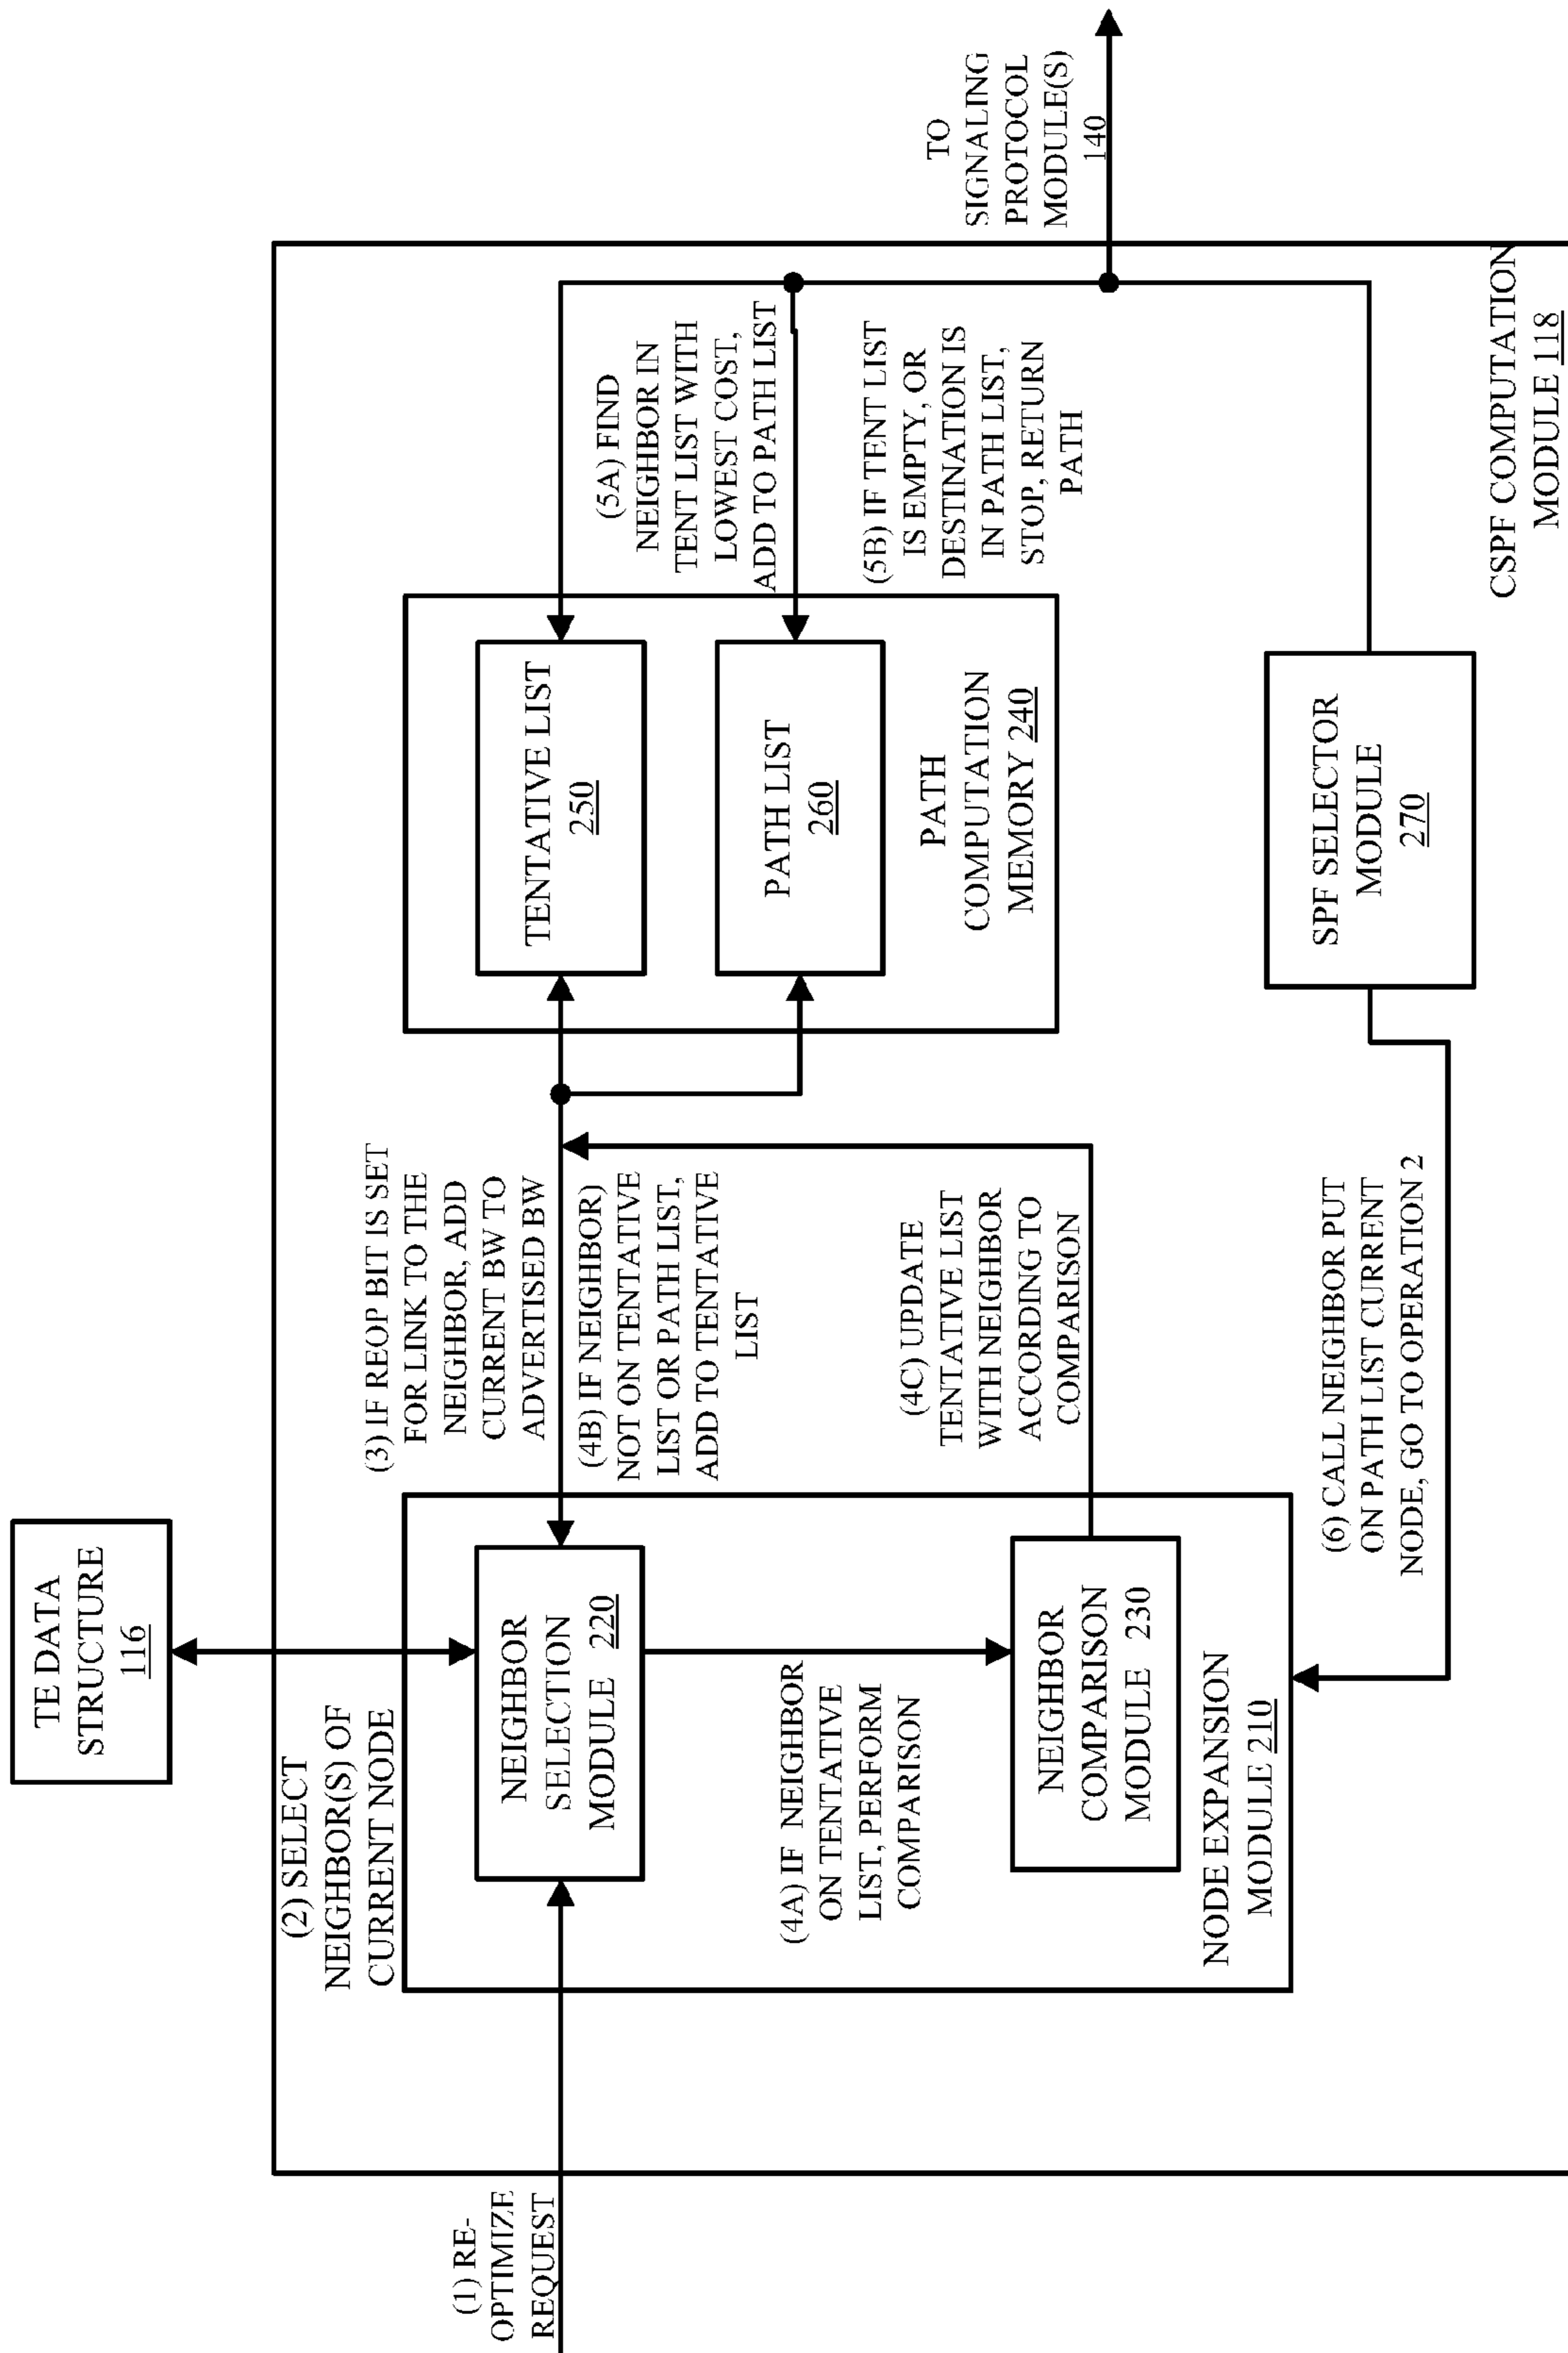 TE DATA
STRUCTURE
116
(1) RE-
OPTIMIZE
REQUEST
(2) SELECT
NEIGHBOR(S) OF
CURRENT NODE
NEIGHBOR
SELECTION
MODULE 220
(3) IF REOP BIT IS SET
FOR LINK TO THE
NEIGHBOR, ADD
CURRENT BW TO
ADVERTISED BW
(4B) IF NEIGHBOR)
NOT ON TENTATIVE
LIST OR PATH LIST,
ADD TO TENTATIVE
LIST
(4A) IF NEIGHBOR
ON TENTATIVE
LIST, PERFORM
COMPARISON
(4C) UPDATE
TENTATIVE LIST
WITH NEIGHBOR
ACCORDING TO
COMPARISON
NEIGHBOR
COMPARISON
MODULE 230
NODE EXPANSION
MODULE 210
TENTATIVE LIST
250
PATH LIST
260
PATH
COMPUTATION
MEMORY 240
(5A) FIND
NEIGHBOR IN
TENT LIST WITH
LOWEST COST,
ADD TO PATH LIST
(5B) IF TENT LIST
IS EMPTY, OR
DESTINATION IS
IN PATH LIST,
STOP, RETURN
PATH
TO
SIGNALING
PROTOCOL
MODULE(S)
140
SPF SELECTOR
MODULE
270
(6) CALL NEIGHBOR PUT
ON PATH LIST CURRENT
NODE, GO TO OPERATION 2
CSPF COMPUTATION
MODULE 118